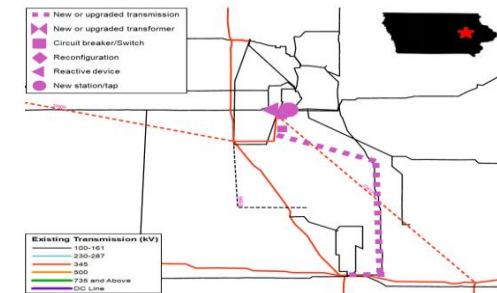 New or upgraded transmission
New or upgraded transformer
Circuit breaker/Switch
Reconfiguration
Reactive device
New station/tap
Existing Transmission (kV)
100-161
230-287
345
500
735 and Above
DC Line